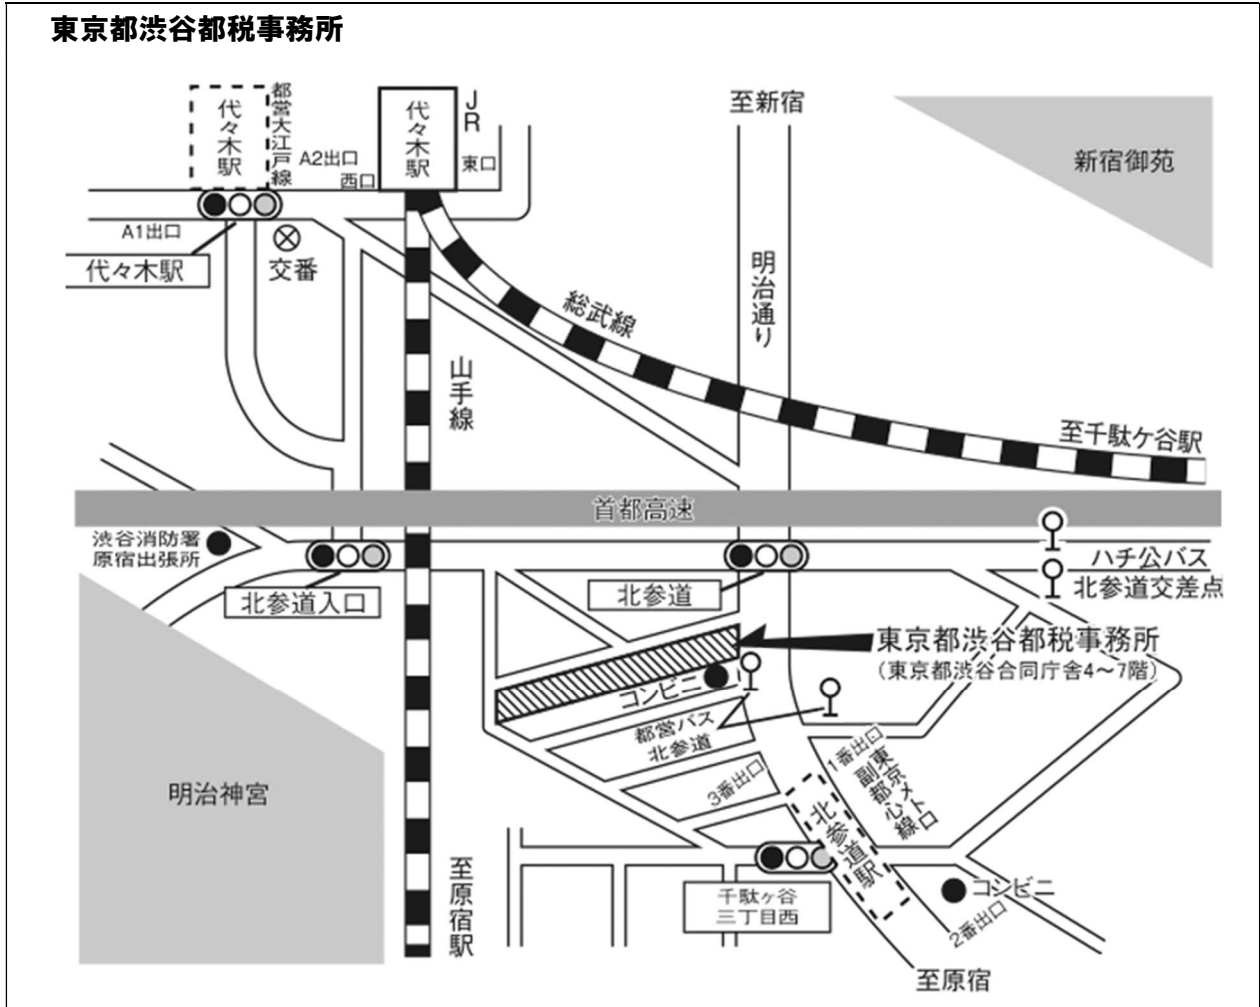 東京都渋谷都税事務所
代々木駅
都営大江戸線
A2出口
西口
代々木駅
JR
東口
至新宿
新宿御苑
A1出口
代々木駅
交番
明治通り
総武線
山手線
至千駄ケ谷駅
首都高速
渋谷消防署
原宿出張所
北参道入口
北参道
ハチ公バス
北参道交差点
東京都渋谷都税事務所
（東京都渋谷合同庁舎4～7階）
コンビニ
都営バス
北参道
1番出口
東京メトロ
副都心線
3番出口
北参道駅
明治神宮
至原宿駅
千駄ヶ谷
三丁目西
コンビニ
2番出口
至原宿